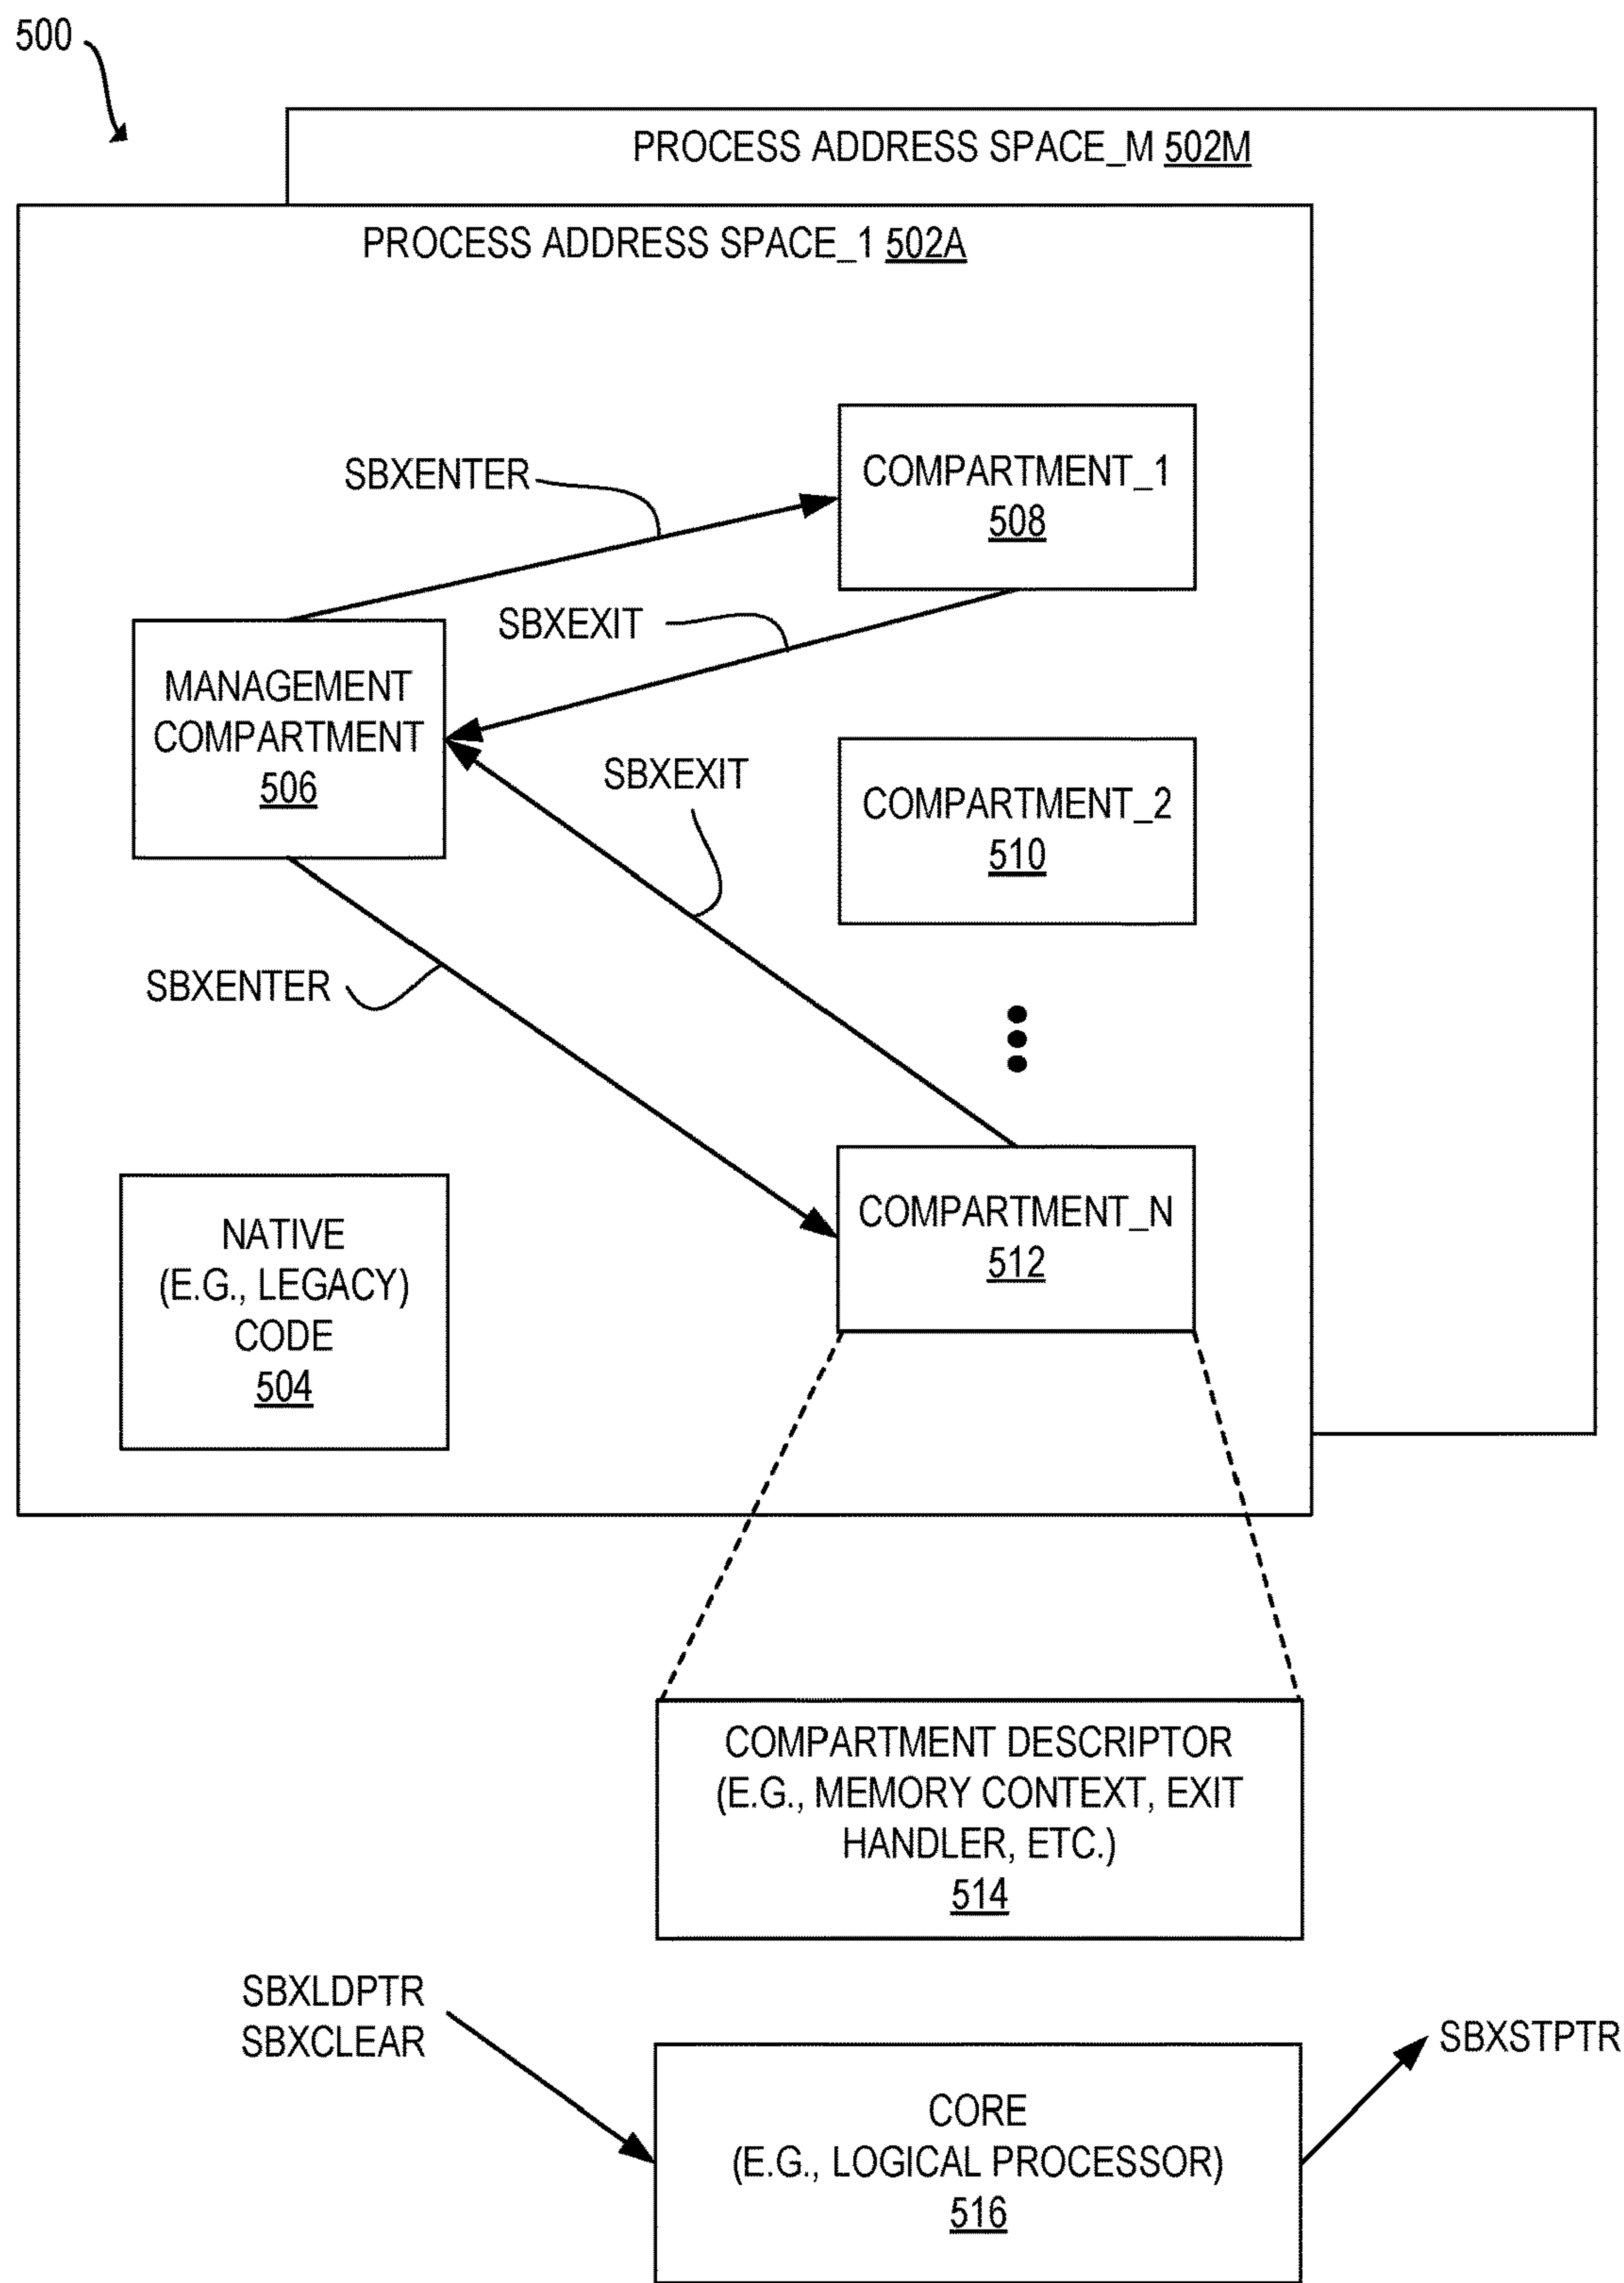 500
PROCESS ADDRESS SPACE_M 502M
PROCESS ADDRESS SPACE_1 502A
SBXENTER
COMPARTMENT_1
508
SBXEXIT
MANAGEMENT
COMPARTMENT
506
SBXEXIT
COMPARTMENT_2
510
SBXENTER
COMPARTMENT_N
512
NATIVE
(E.G., LEGACY)
CODE
504
COMPARTMENT DESCRIPTOR
(E.G., MEMORY CONTEXT, EXIT
HANDLER, ETC.)
514
SBXLDPTR
SBXCLEAR
SBXSTPTR
CORE
(E.G., LOGICAL PROCESSOR)
516